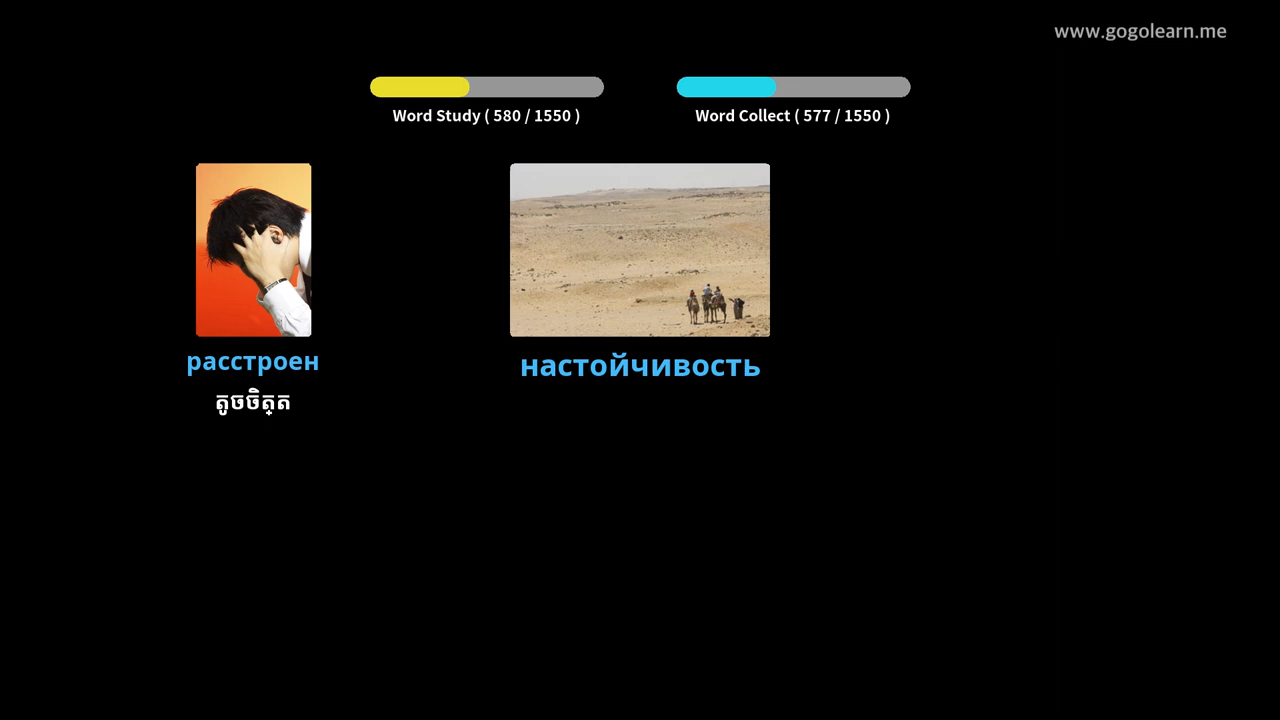 www.gogolearn.me
Word Study ( 580 / 1550 )
Word Collect ( 577 / 1550 )
расстроен
តូចចិត្ត
настойчивость